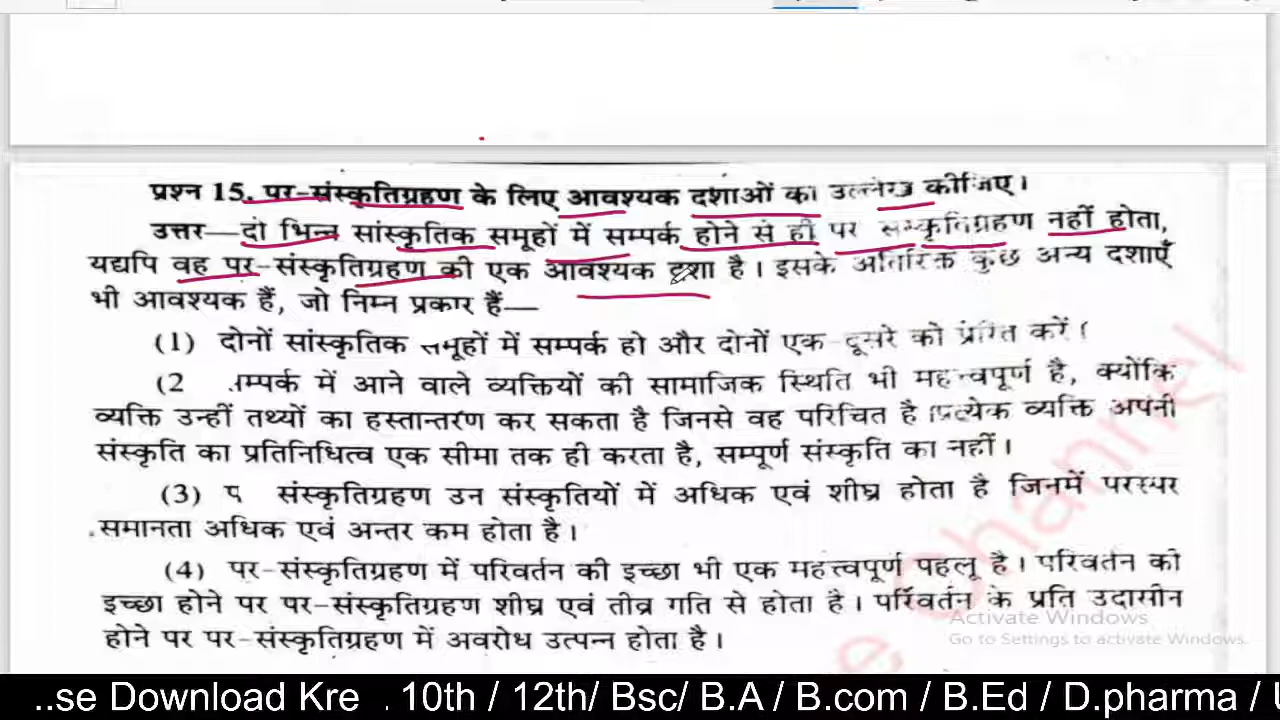 प्रश्न 15. पर-संस्कृतिग्रहण के लिए आवश्यक दशाओं का उल्लेख कीजिए।
उत्तर—दो भिन्न सांस्कृतिक समूहों में सम्पर्क होने से ही पर संस्कृतिग्रहण नहीं होता,
यद्यपि वह पर-संस्कृतिग्रहण की एक आवश्यक दशा है। इसके अतिरिक्त कुछ अन्य दशाएँ
भी आवश्यक हैं, जो निम्न प्रकार हैं—
(1) दोनों सांस्कृतिक समूहों में सम्पर्क हो और दोनों एक-दूसरे को प्रेरित करें।
(2 सम्पर्क में आने वाले व्यक्तियों की सामाजिक स्थिति भी महत्त्वपूर्ण है, क्योंकि
व्यक्ति उन्हीं तथ्यों का हस्तान्तरण कर सकता है जिनसे वह परिचित है। प्रत्येक व्यक्ति अपनी
संस्कृति का प्रतिनिधित्व एक सीमा तक ही करता है, सम्पूर्ण संस्कृति का नहीं।
(3) प संस्कृतिग्रहण उन संस्कृतियों में अधिक एवं शीघ्र होता है जिनमें परस्पर
समानता अधिक एवं अन्तर कम होता है।
(4) पर-संस्कृतिग्रहण में परिवर्तन की इच्छा भी एक महत्त्वपूर्ण पहलू है। परिवर्तन की
इच्छा होने पर पर-संस्कृतिग्रहण शीघ्र एवं तीव्र गति से होता है। परिवर्तन के प्रति उदासीन
होने पर पर-संस्कृतिग्रहण में अवरोध उत्पन्न होता है।
e Channel
Activate Windows
Go to Settings to activate Windows.
..se Download Kre . 10th / 12th/ Bsc/ B.A / B.com / B.Ed / D.pharma /